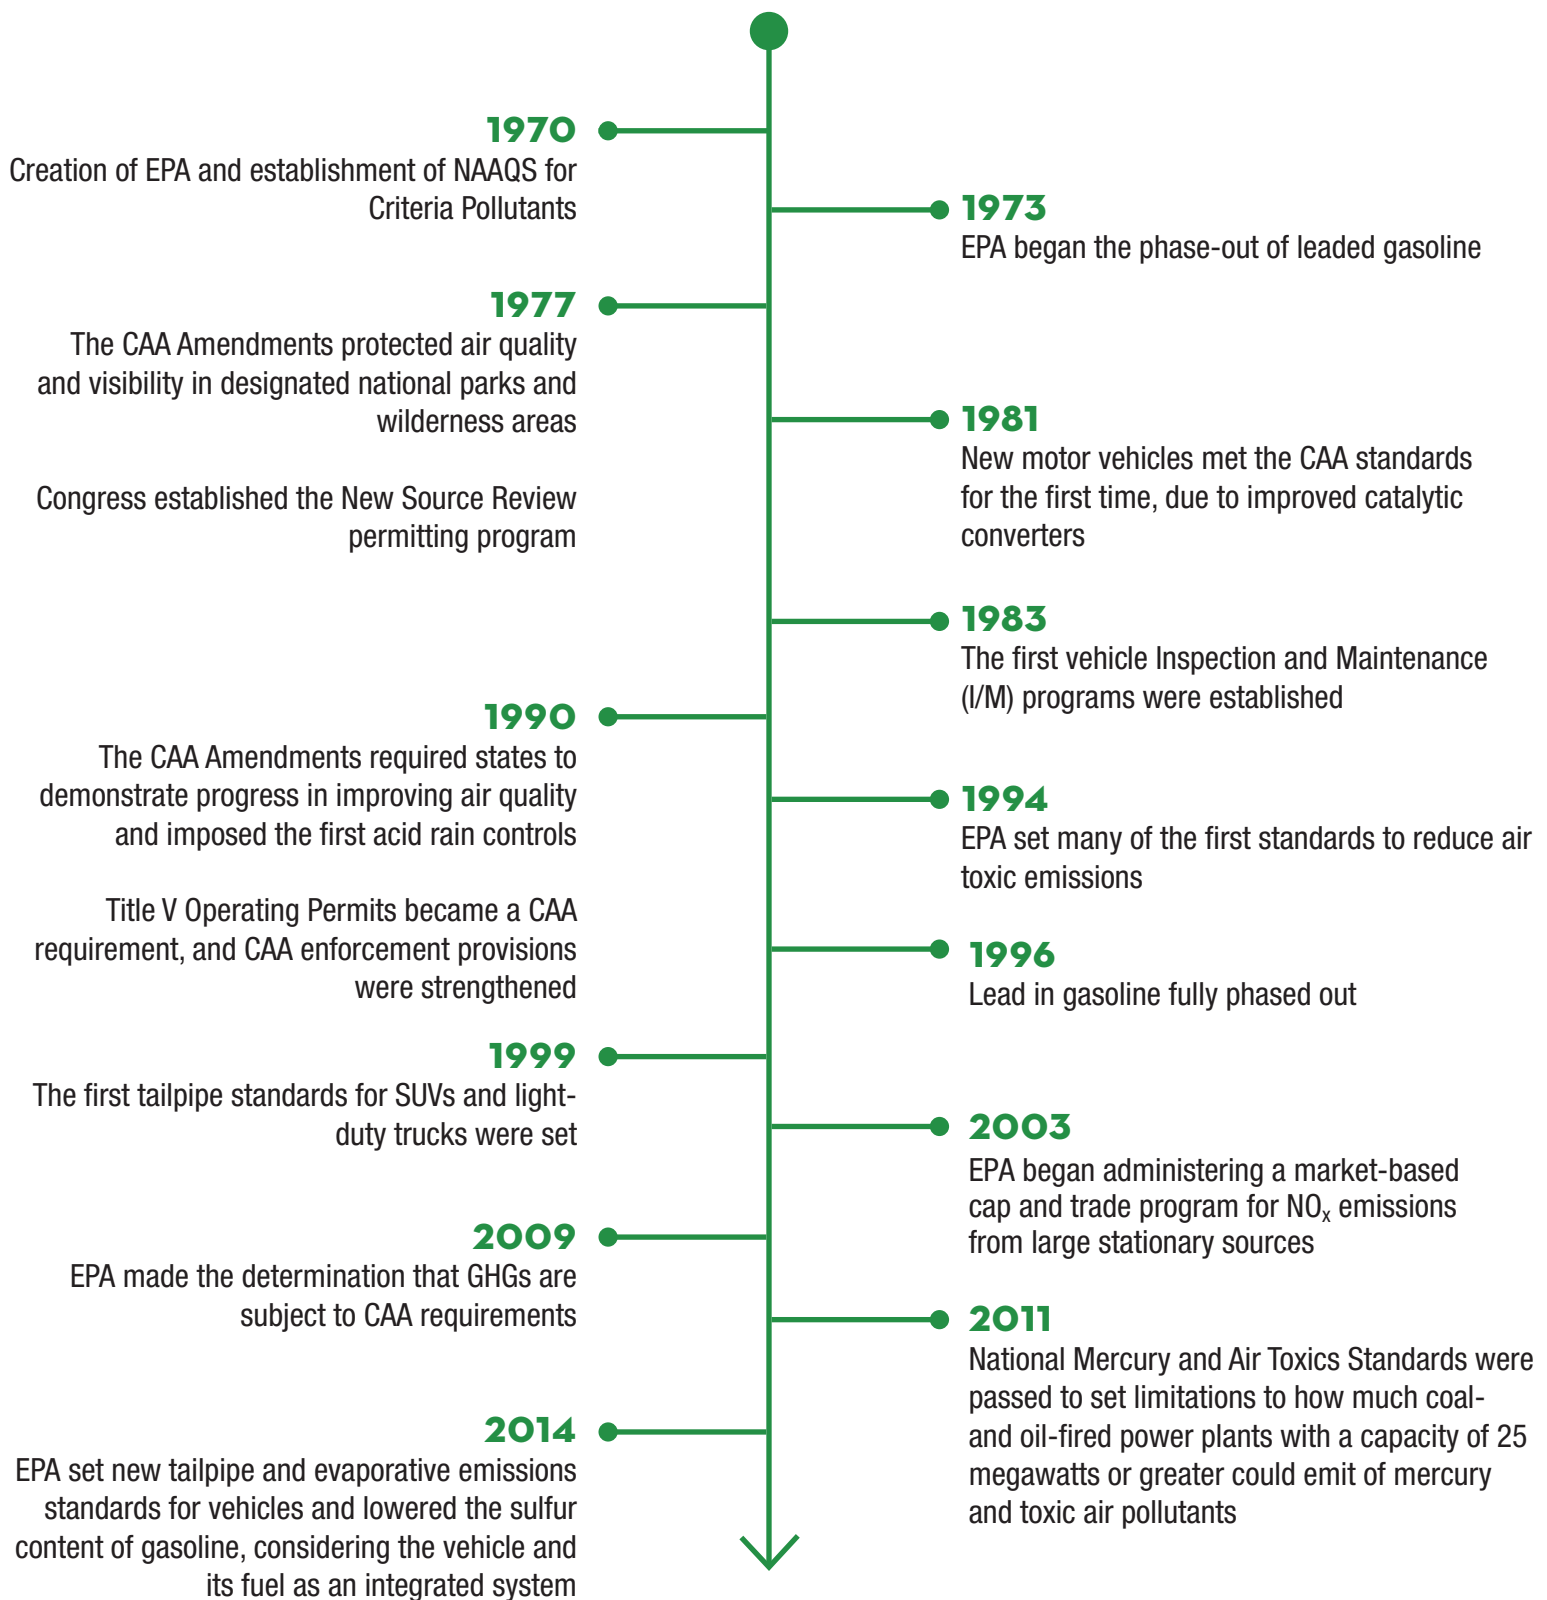 1970
Creation of EPA and establishment of NAAQS for
Criteria Pollutants
1973
EPA began the phase-out of leaded gasoline
1977
The CAA Amendments protected air quality
and visibility in designated national parks and
wilderness areas
Congress established the New Source Review
permitting program
1981
New motor vehicles met the CAA standards
for the first time, due to improved catalytic
converters
1983
The first vehicle Inspection and Maintenance
(I/M) programs were established
1990
The CAA Amendments required states to
demonstrate progress in improving air quality
and imposed the first acid rain controls
Title V Operating Permits became a CAA
requirement, and CAA enforcement provisions
were strengthened
1994
EPA set many of the first standards to reduce air
toxic emissions
1996
Lead in gasoline fully phased out
1999
The first tailpipe standards for SUVs and light-
duty trucks were set
2003
EPA began administering a market-based
cap and trade program for NOₓ emissions
from large stationary sources
2009
EPA made the determination that GHGs are
subject to CAA requirements
2011
National Mercury and Air Toxics Standards were
passed to set limitations to how much coal-
and oil-fired power plants with a capacity of 25
megawatts or greater could emit of mercury
and toxic air pollutants
2014
EPA set new tailpipe and evaporative emissions
standards for vehicles and lowered the sulfur
content of gasoline, considering the vehicle and
its fuel as an integrated system